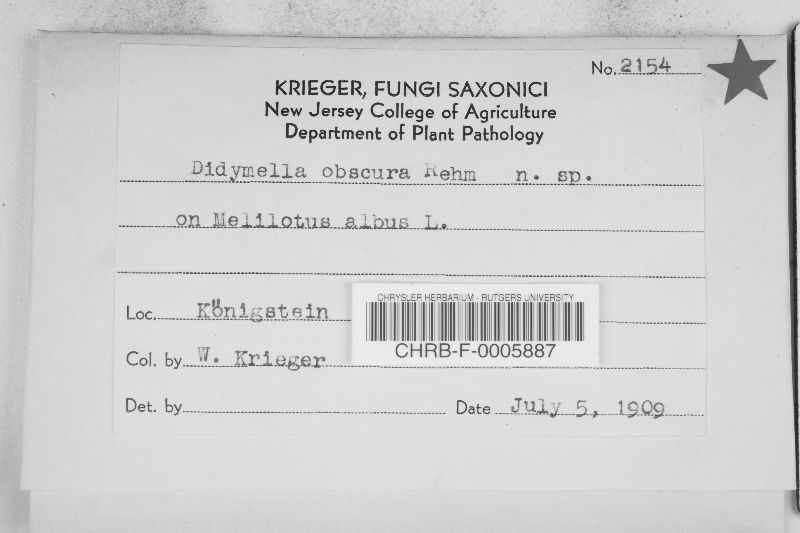 No. 2154
KRIEGER, FUNGI SAXONICI
New Jersey College of Agriculture
Department of Plant Pathology
Didymella obscura Rehm n. sp.
on Melilotus albus L.
Loc. Königstein
CHRYSLER HERBARIUM - RUTGERS UNIVERSITY
CHRB-F-0005887
Col. by W. Krieger
Det. by
Date July 5, 1909